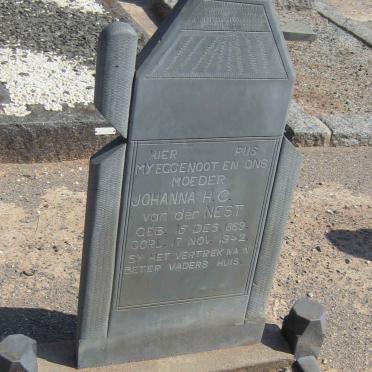 HIER RUS
MY EGGENOOT EN ONS
MOEDER
JOHANNA H.C.
van der NEST
GEB. 15 DES. 1869
OORL. 17 NOV. 1942
SY HET VERTREK NA'N
BETER VADERS HUIS.